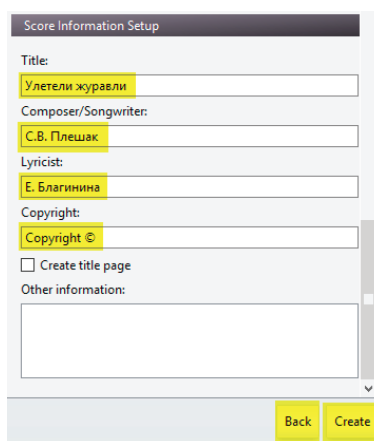 Score Information Setup
Title:
Улетели журавли
Composer/Songwriter:
С.В. Плешак
Lyricist:
Е. Благинина
Copyright:
Copyright ©
Create title page
Other information:
Back Create